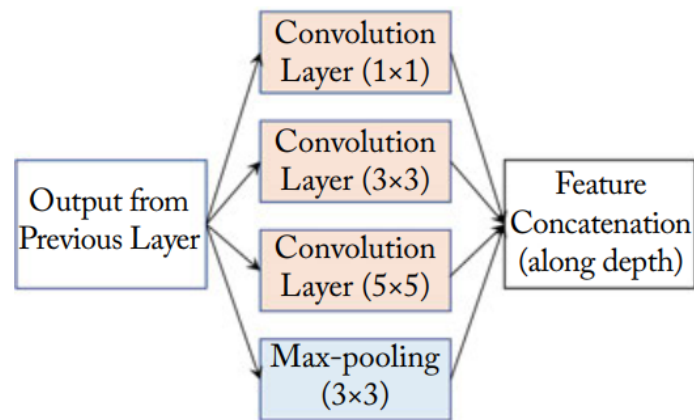 Convolution
Layer (1×1)
Convolution
Layer (3×3)
Output from
Previous Layer
Feature
Concatenation
(along depth)
Convolution
Layer (5×5)
Max-pooling
(3×3)